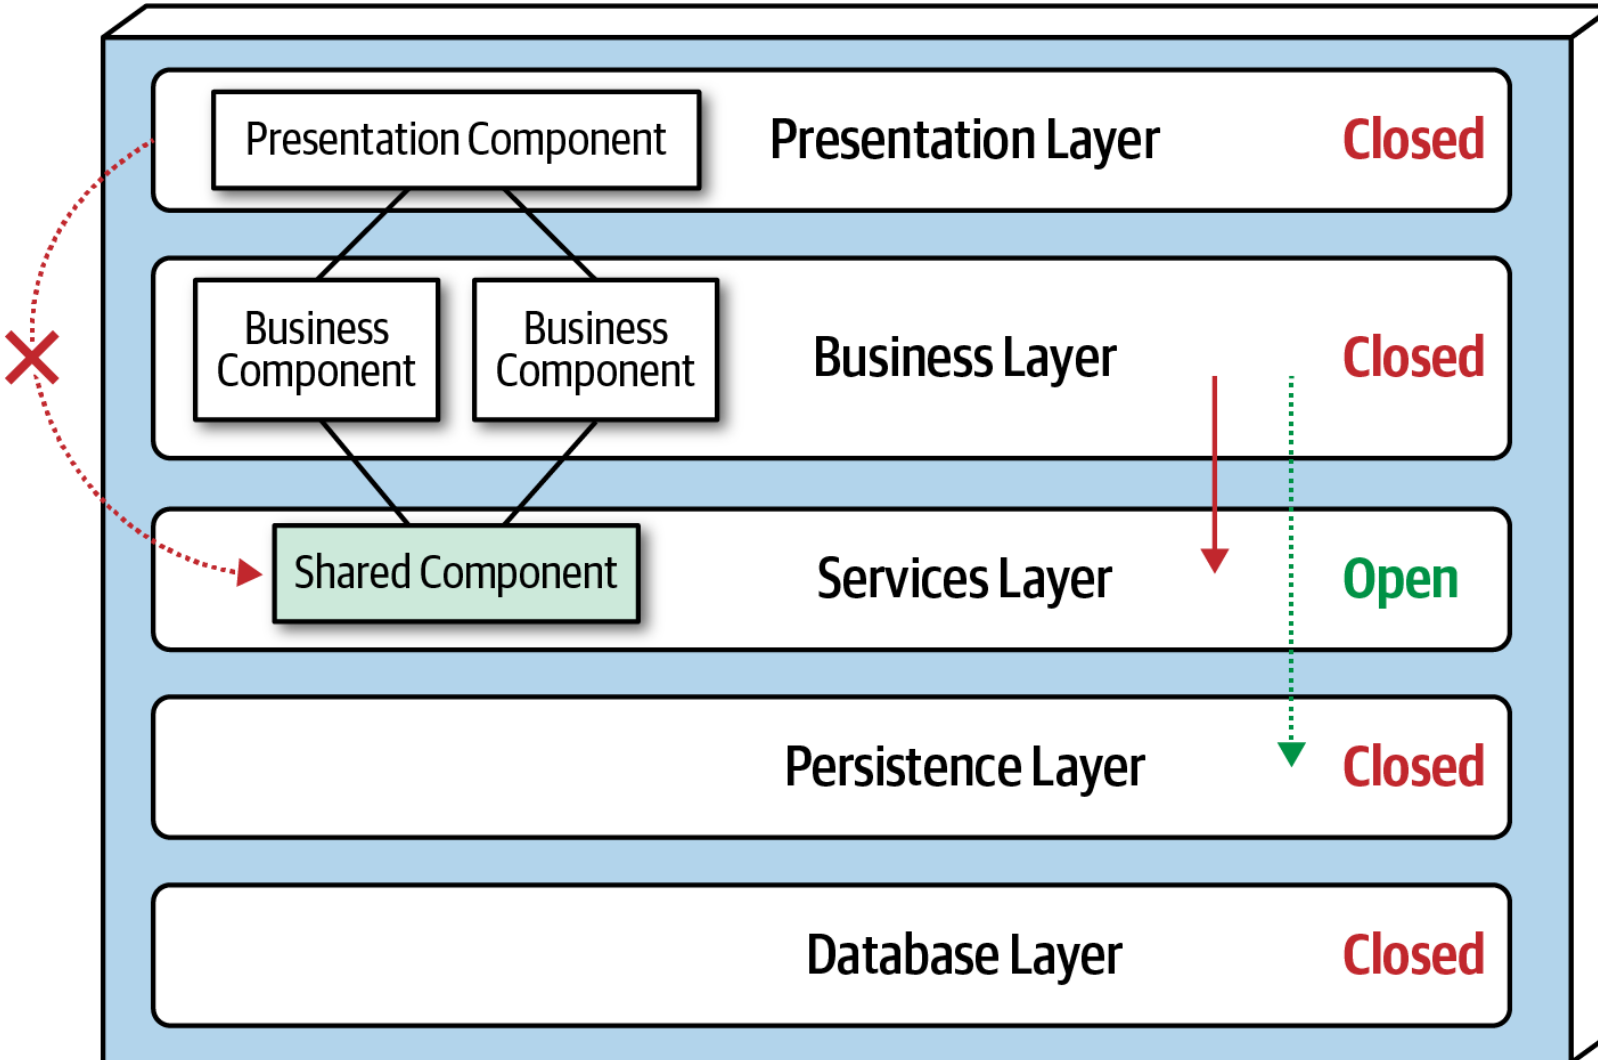 Presentation Component
Presentation Layer
Closed
Business
Component
Business
Component
Business Layer
Closed
Shared Component
Services Layer
Open
Persistence Layer
Closed
Database Layer
Closed